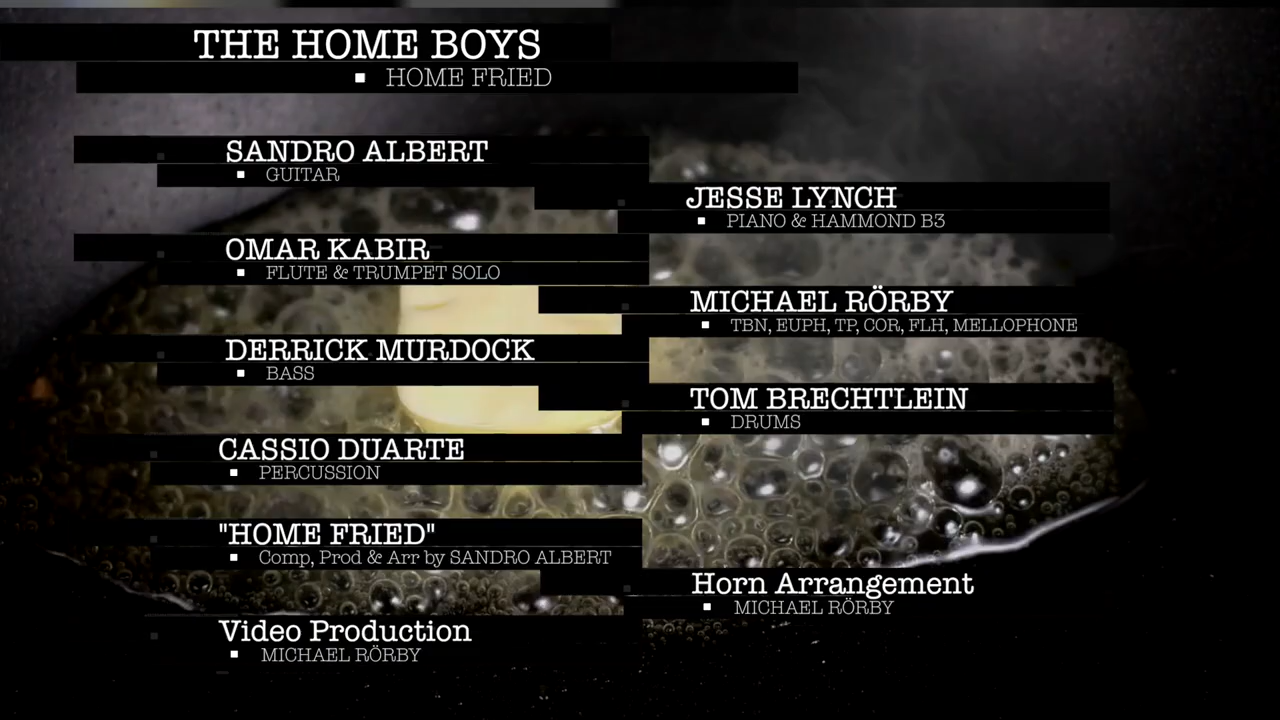 THE HOME BOYS
HOME FRIED
SANDRO ALBERT
GUITAR
JESSE LYNCH
PIANO & HAMMOND B3
OMAR KABIR
FLUTE & TRUMPET SOLO
MICHAEL RÖRBY
TBN, EUPH, TP, COR, FLH, MELLOPHONE
DERRICK MURDOCK
BASS
TOM BRECHTLEIN
DRUMS
CASSIO DUARTE
PERCUSSION
"HOME FRIED"
Comp, Prod & Arr by SANDRO ALBERT
Horn Arrangement
MICHAEL RÖRBY
Video Production
MICHAEL RÖRBY